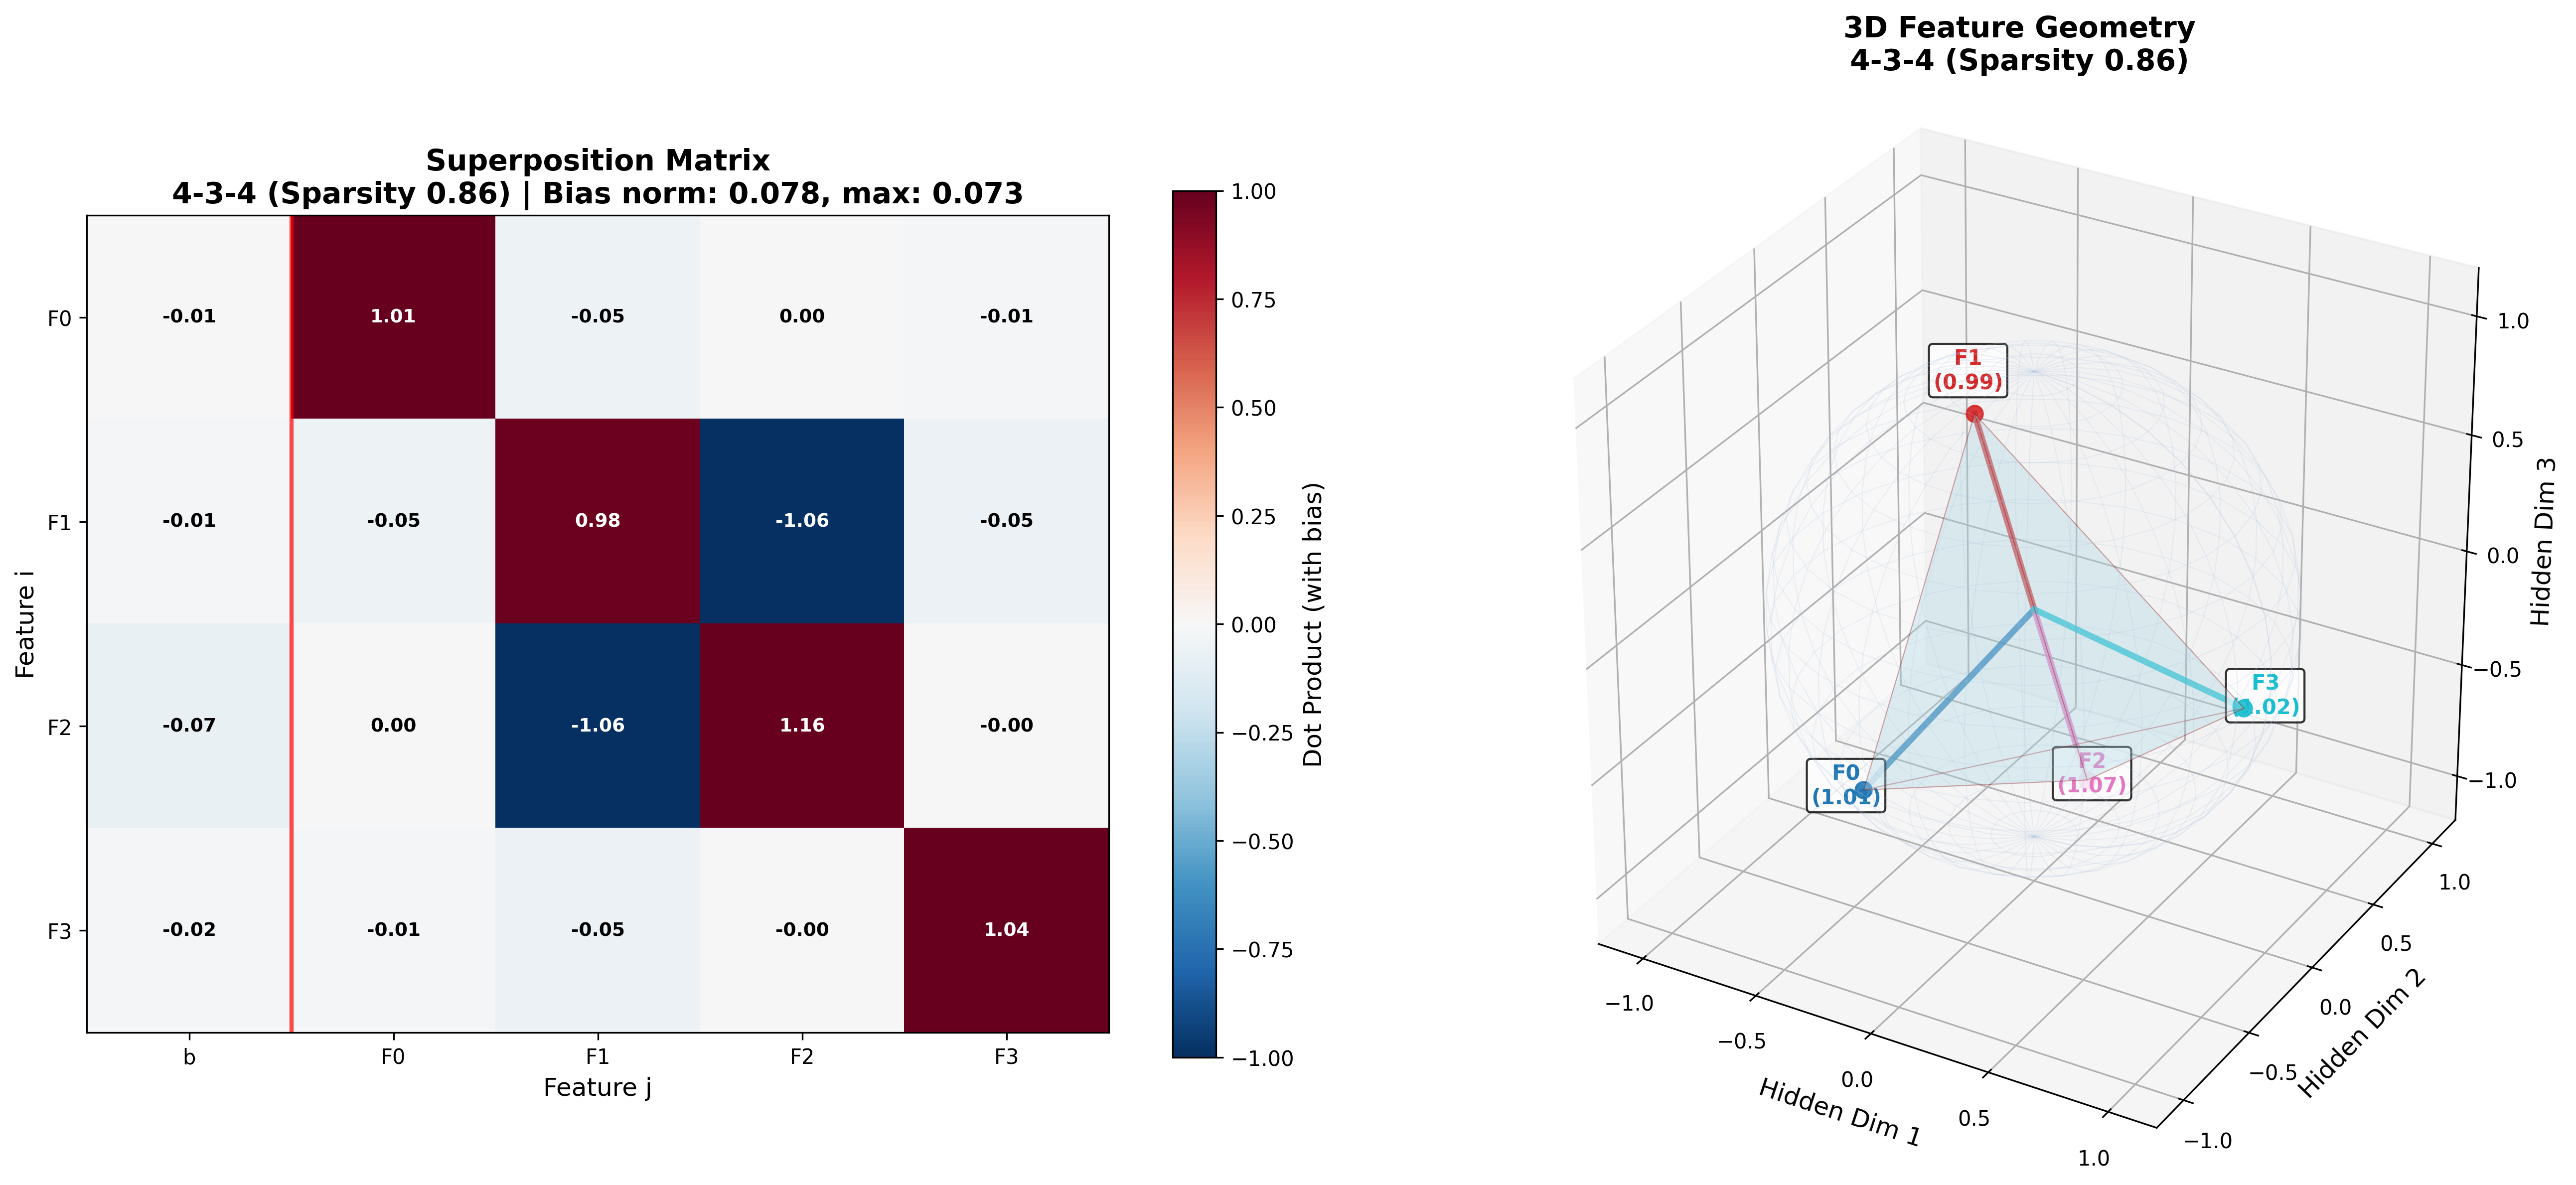 Superposition Matrix
4-3-4 (Sparsity 0.86) | Bias norm: 0.078, max: 0.073
Feature i
F0
-0.01 1.01 -0.05 0.00 -0.01
F1
-0.01 -0.05 0.98 -1.06 -0.05
F2
-0.07 0.00 -1.06 1.16 -0.00
F3
-0.02 -0.01 -0.05 -0.00 1.04
b F0 F1 F2 F3
Feature j
1.00
0.75
0.50
0.25
0.00
−0.25
−0.50
−0.75
−1.00
Dot Product (with bias)
3D Feature Geometry
4-3-4 (Sparsity 0.86)
F1
(0.99)
F3
(1.02)
F2
(1.07)
F0
(1.01)
1.0
0.5
0.0
−0.5
−1.0
Hidden Dim 3
1.0
0.5
0.0
−0.5
−1.0
Hidden Dim 2
−1.0
−0.5
0.0
0.5
1.0
Hidden Dim 1